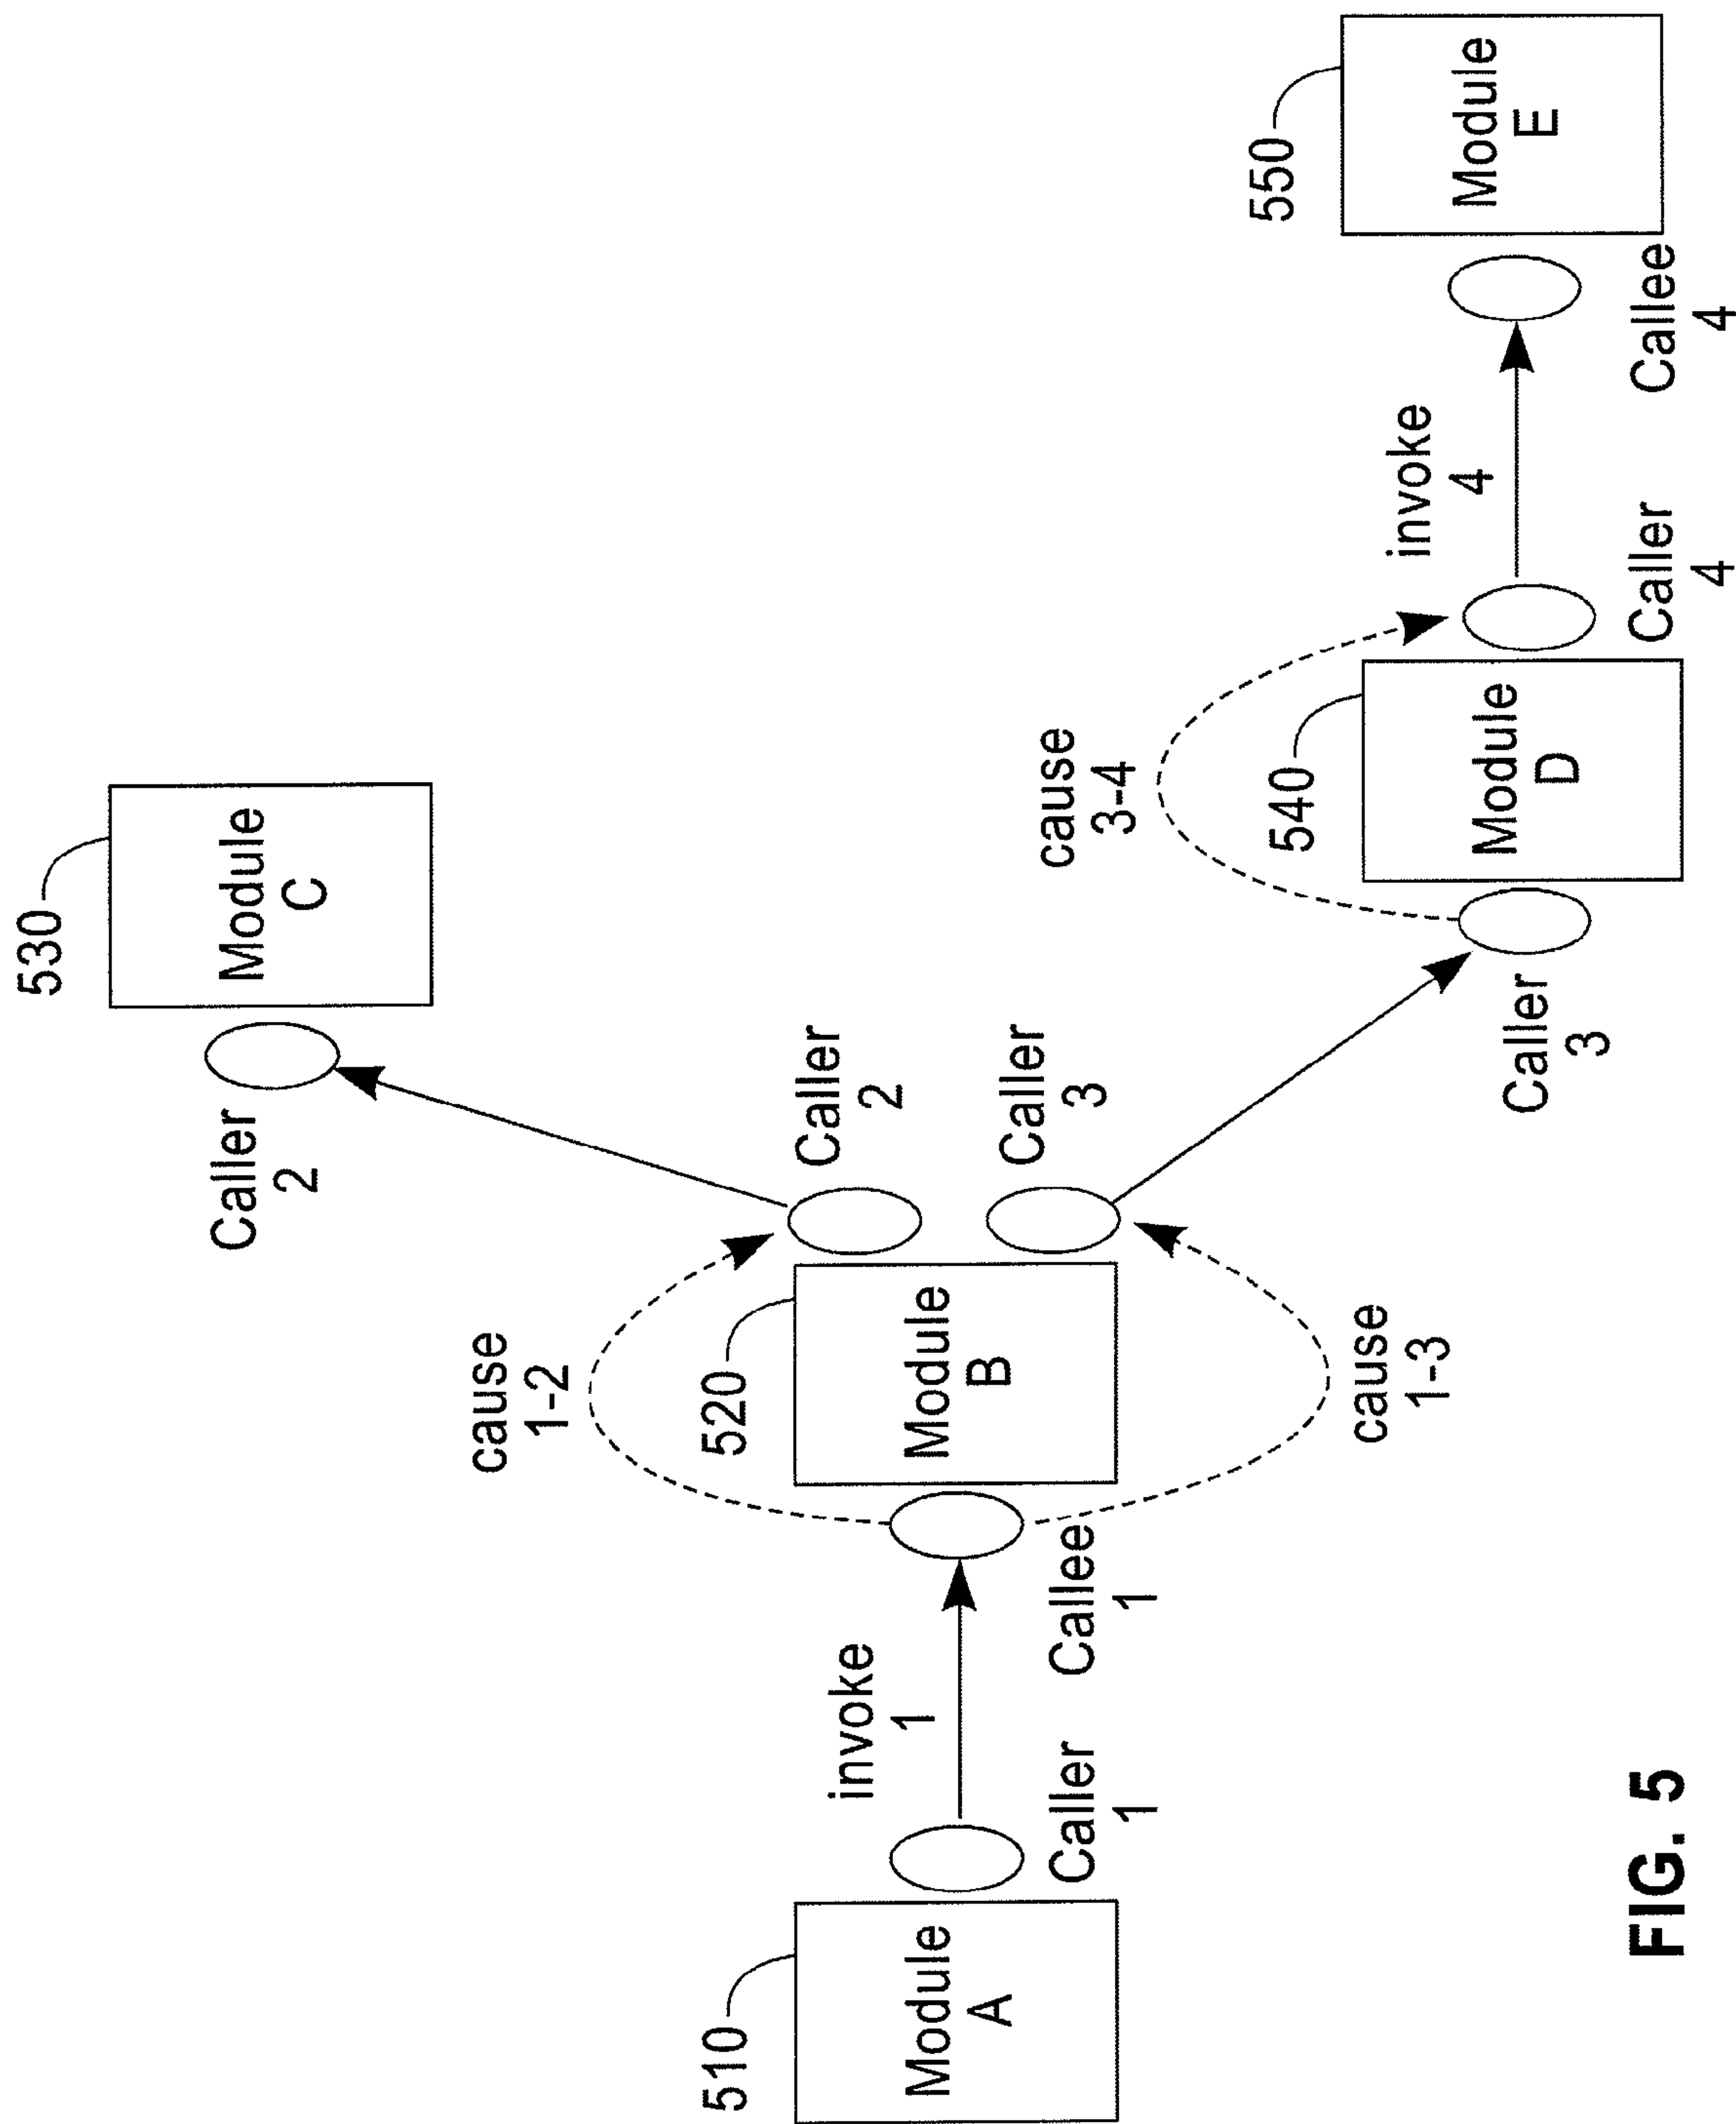 530
Module
C
Caller
2
cause
1-2
520
Module
B
Caller
2
Caller
3
cause
1-3
510
Module
A
invoke
1
Caller
1
Callee
1
cause
3-4
540
Module
D
Caller
3
Caller
4
invoke
4
550
Module
E
Callee
4
FIG. 5